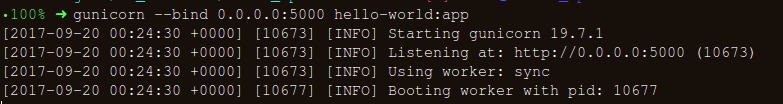 •100% ➜ gunicorn --bind 0.0.0.0:5000 hello-world:app
[2017-09-20 00:24:30 +0000] [10673] [INFO] Starting gunicorn 19.7.1
[2017-09-20 00:24:30 +0000] [10673] [INFO] Listening at: http://0.0.0.0:5000 (10673)
[2017-09-20 00:24:30 +0000] [10673] [INFO] Using worker: sync
[2017-09-20 00:24:30 +0000] [10677] [INFO] Booting worker with pid: 10677